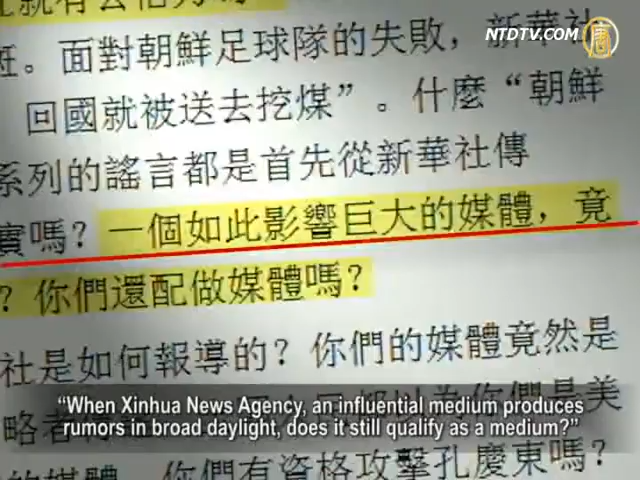 NTDTV.COM
唐
班。面對朝鮮足球隊的失敗，新華社
回國就被送去挖煤”。什麼“朝鮮
系列的謠言都是首先從新華社傳
實嗎？一個如此影響巨大的媒體，竟
？你們還配做媒體嗎？
社是如何報導的？你們的媒體竟然是
“When Xinhua News Agency, an influential medium produces
rumors in broad daylight, does it still qualify as a medium?”
的媒體，你們有資格攻擊孔慶東嗎？